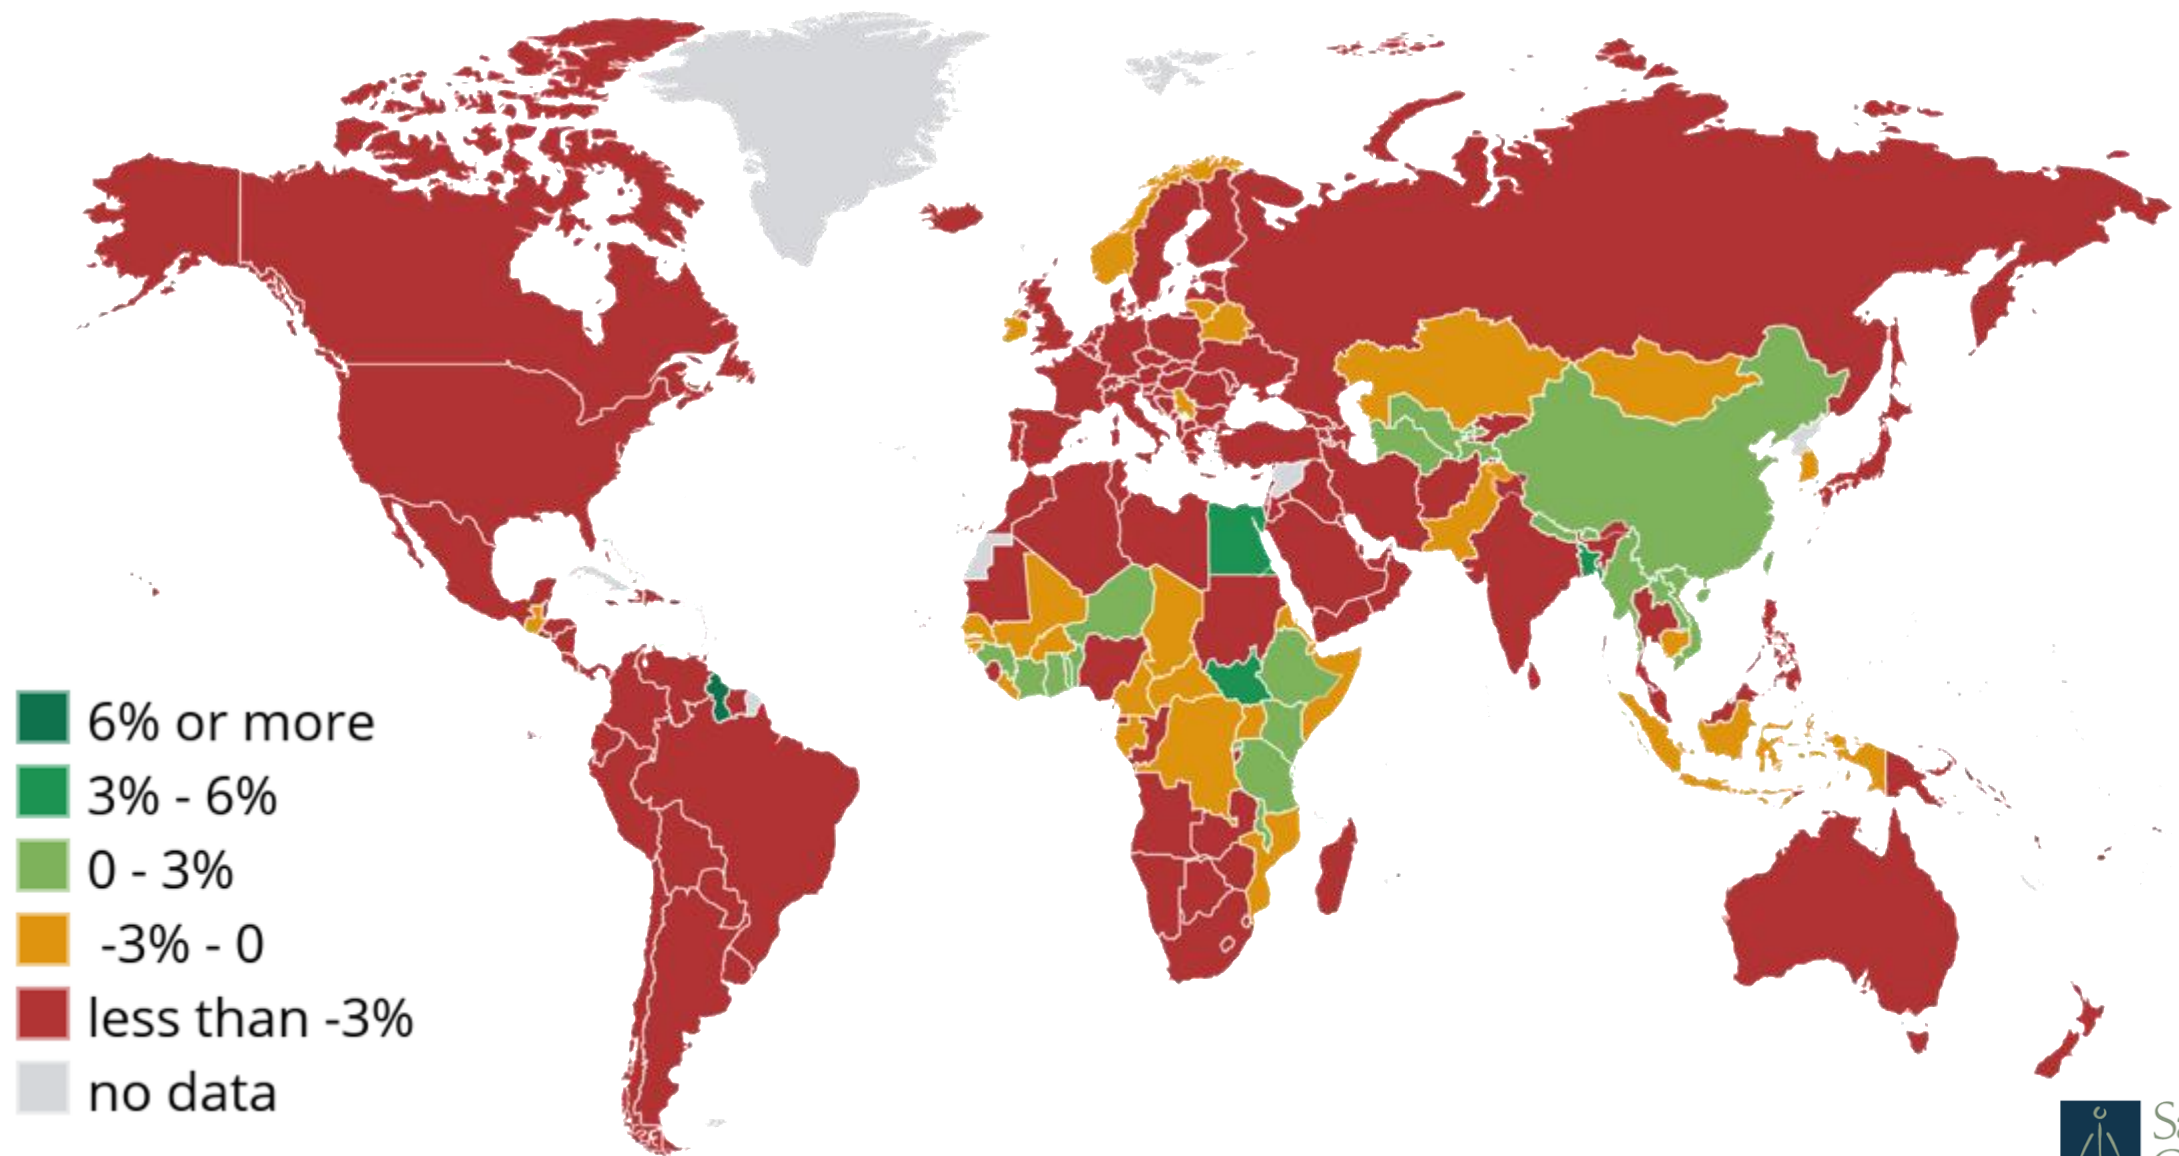 6% or more
3% - 6%
0 - 3%
-3% - 0
less than -3%
no data